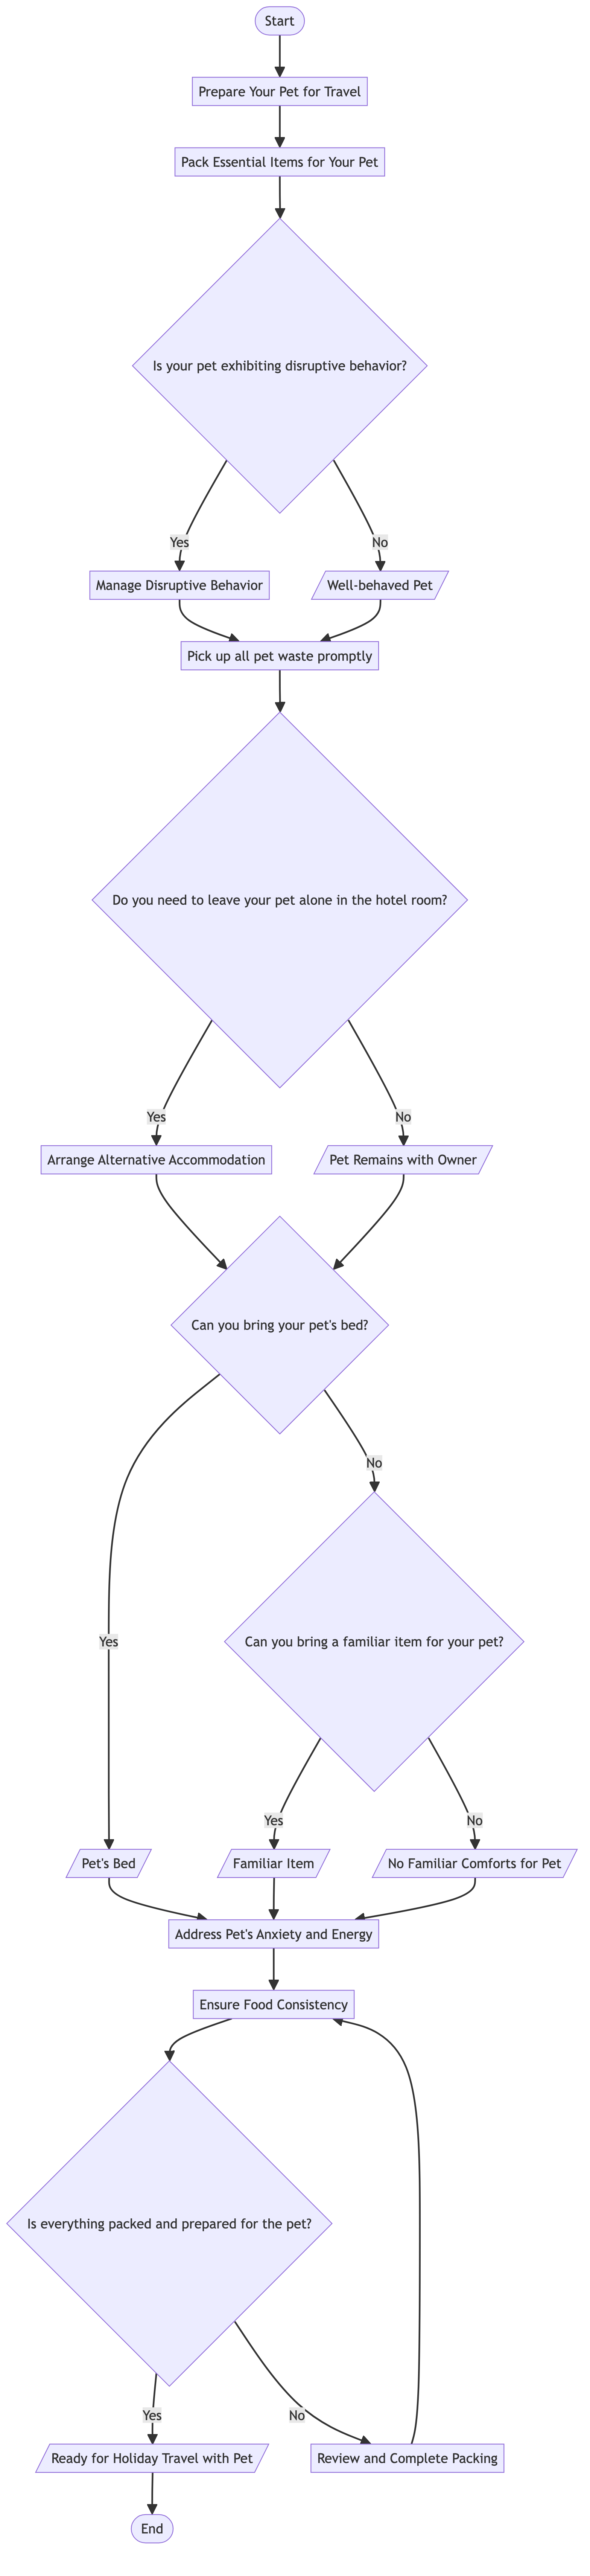 Start
Prepare Your Pet for Travel
Pack Essential Items for Your Pet
Is your pet exhibiting disruptive behavior?
Yes
No
Manage Disruptive Behavior
Well-behaved Pet
Pick up all pet waste promptly
Do you need to leave your pet alone in the hotel room?
Yes
No
Arrange Alternative Accommodation
Pet Remains with Owner
Can you bring your pet's bed?
No
Yes
Can you bring a familiar item for your pet?
Yes
No
Pet's Bed
Familiar Item
No Familiar Comforts for Pet
Address Pet's Anxiety and Energy
Ensure Food Consistency
Is everything packed and prepared for the pet?
Yes
No
Ready for Holiday Travel with Pet
Review and Complete Packing
End